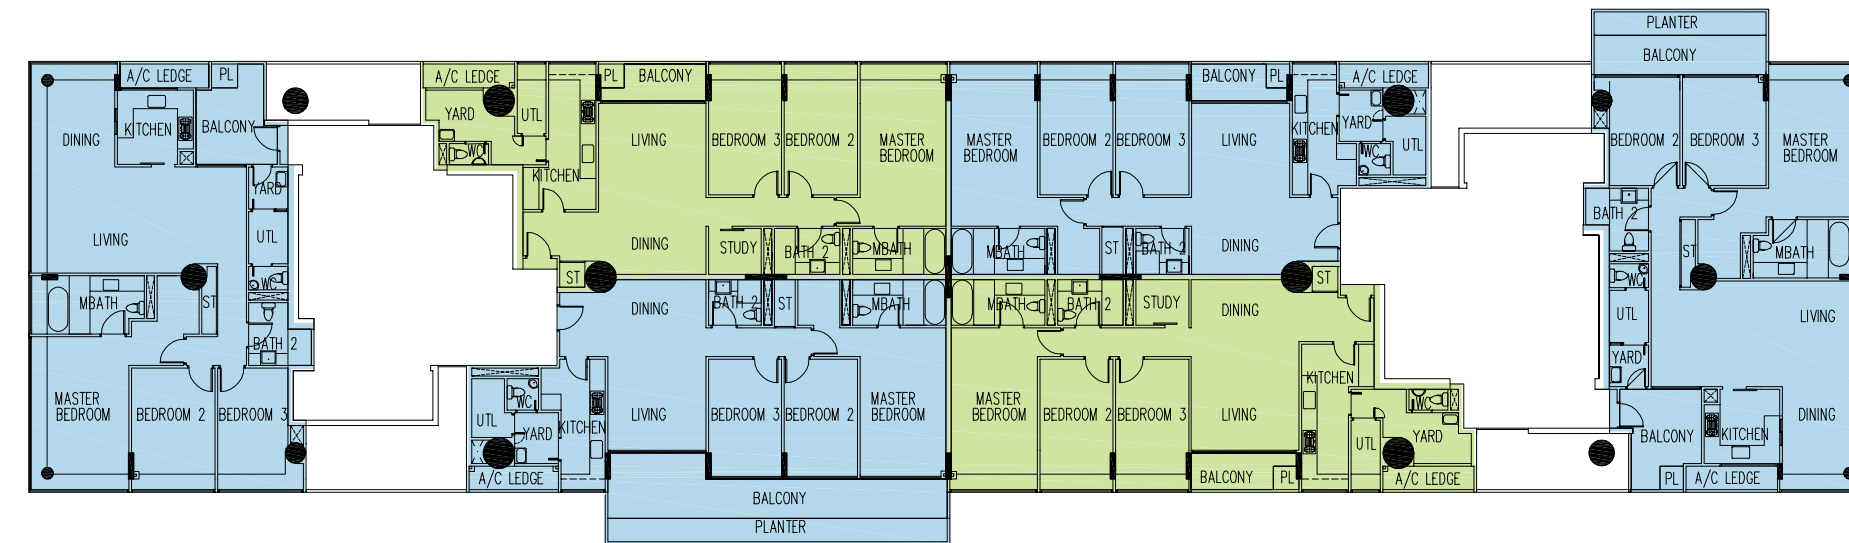 PLANTER
BALCONY
A/C LEDGE
PL
DINING
KITCHEN
BALCONY
YARD
UTL
LIVING
WC
MBATH
ST
BATH 2
MASTER
BEDROOM
BEDROOM 2
BEDROOM 3
A/C LEDGE
PL
BALCONY
YARD
UTL
WC
KITCHEN
LIVING
BEDROOM 3
BEDROOM 2
MASTER
BEDROOM
DINING
STUDY
BATH 2
MBATH
ST
BALCONY
PL
A/C LEDGE
MASTER
BEDROOM
BEDROOM 2
BEDROOM 3
LIVING
KITCHEN
YARD
UTL
WC
MBATH
ST
BATH 2
DINING
DINING
BATH 2
ST
MBATH
UTL
WC
YARD
KITCHEN
LIVING
BEDROOM 3
BEDROOM 2
MASTER
BEDROOM
A/C LEDGE
BALCONY
PLANTER
MBATH
BATH 2
STUDY
DINING
ST
MASTER
BEDROOM
BEDROOM 2
BEDROOM 3
LIVING
KITCHEN
WC
UTL
YARD
BALCONY
PL
A/C LEDGE
BEDROOM 2
BEDROOM 3
MASTER
BEDROOM
BATH 2
ST
MBATH
WC
UTL
LIVING
YARD
DINING
BALCONY
KITCHEN
PL
A/C LEDGE